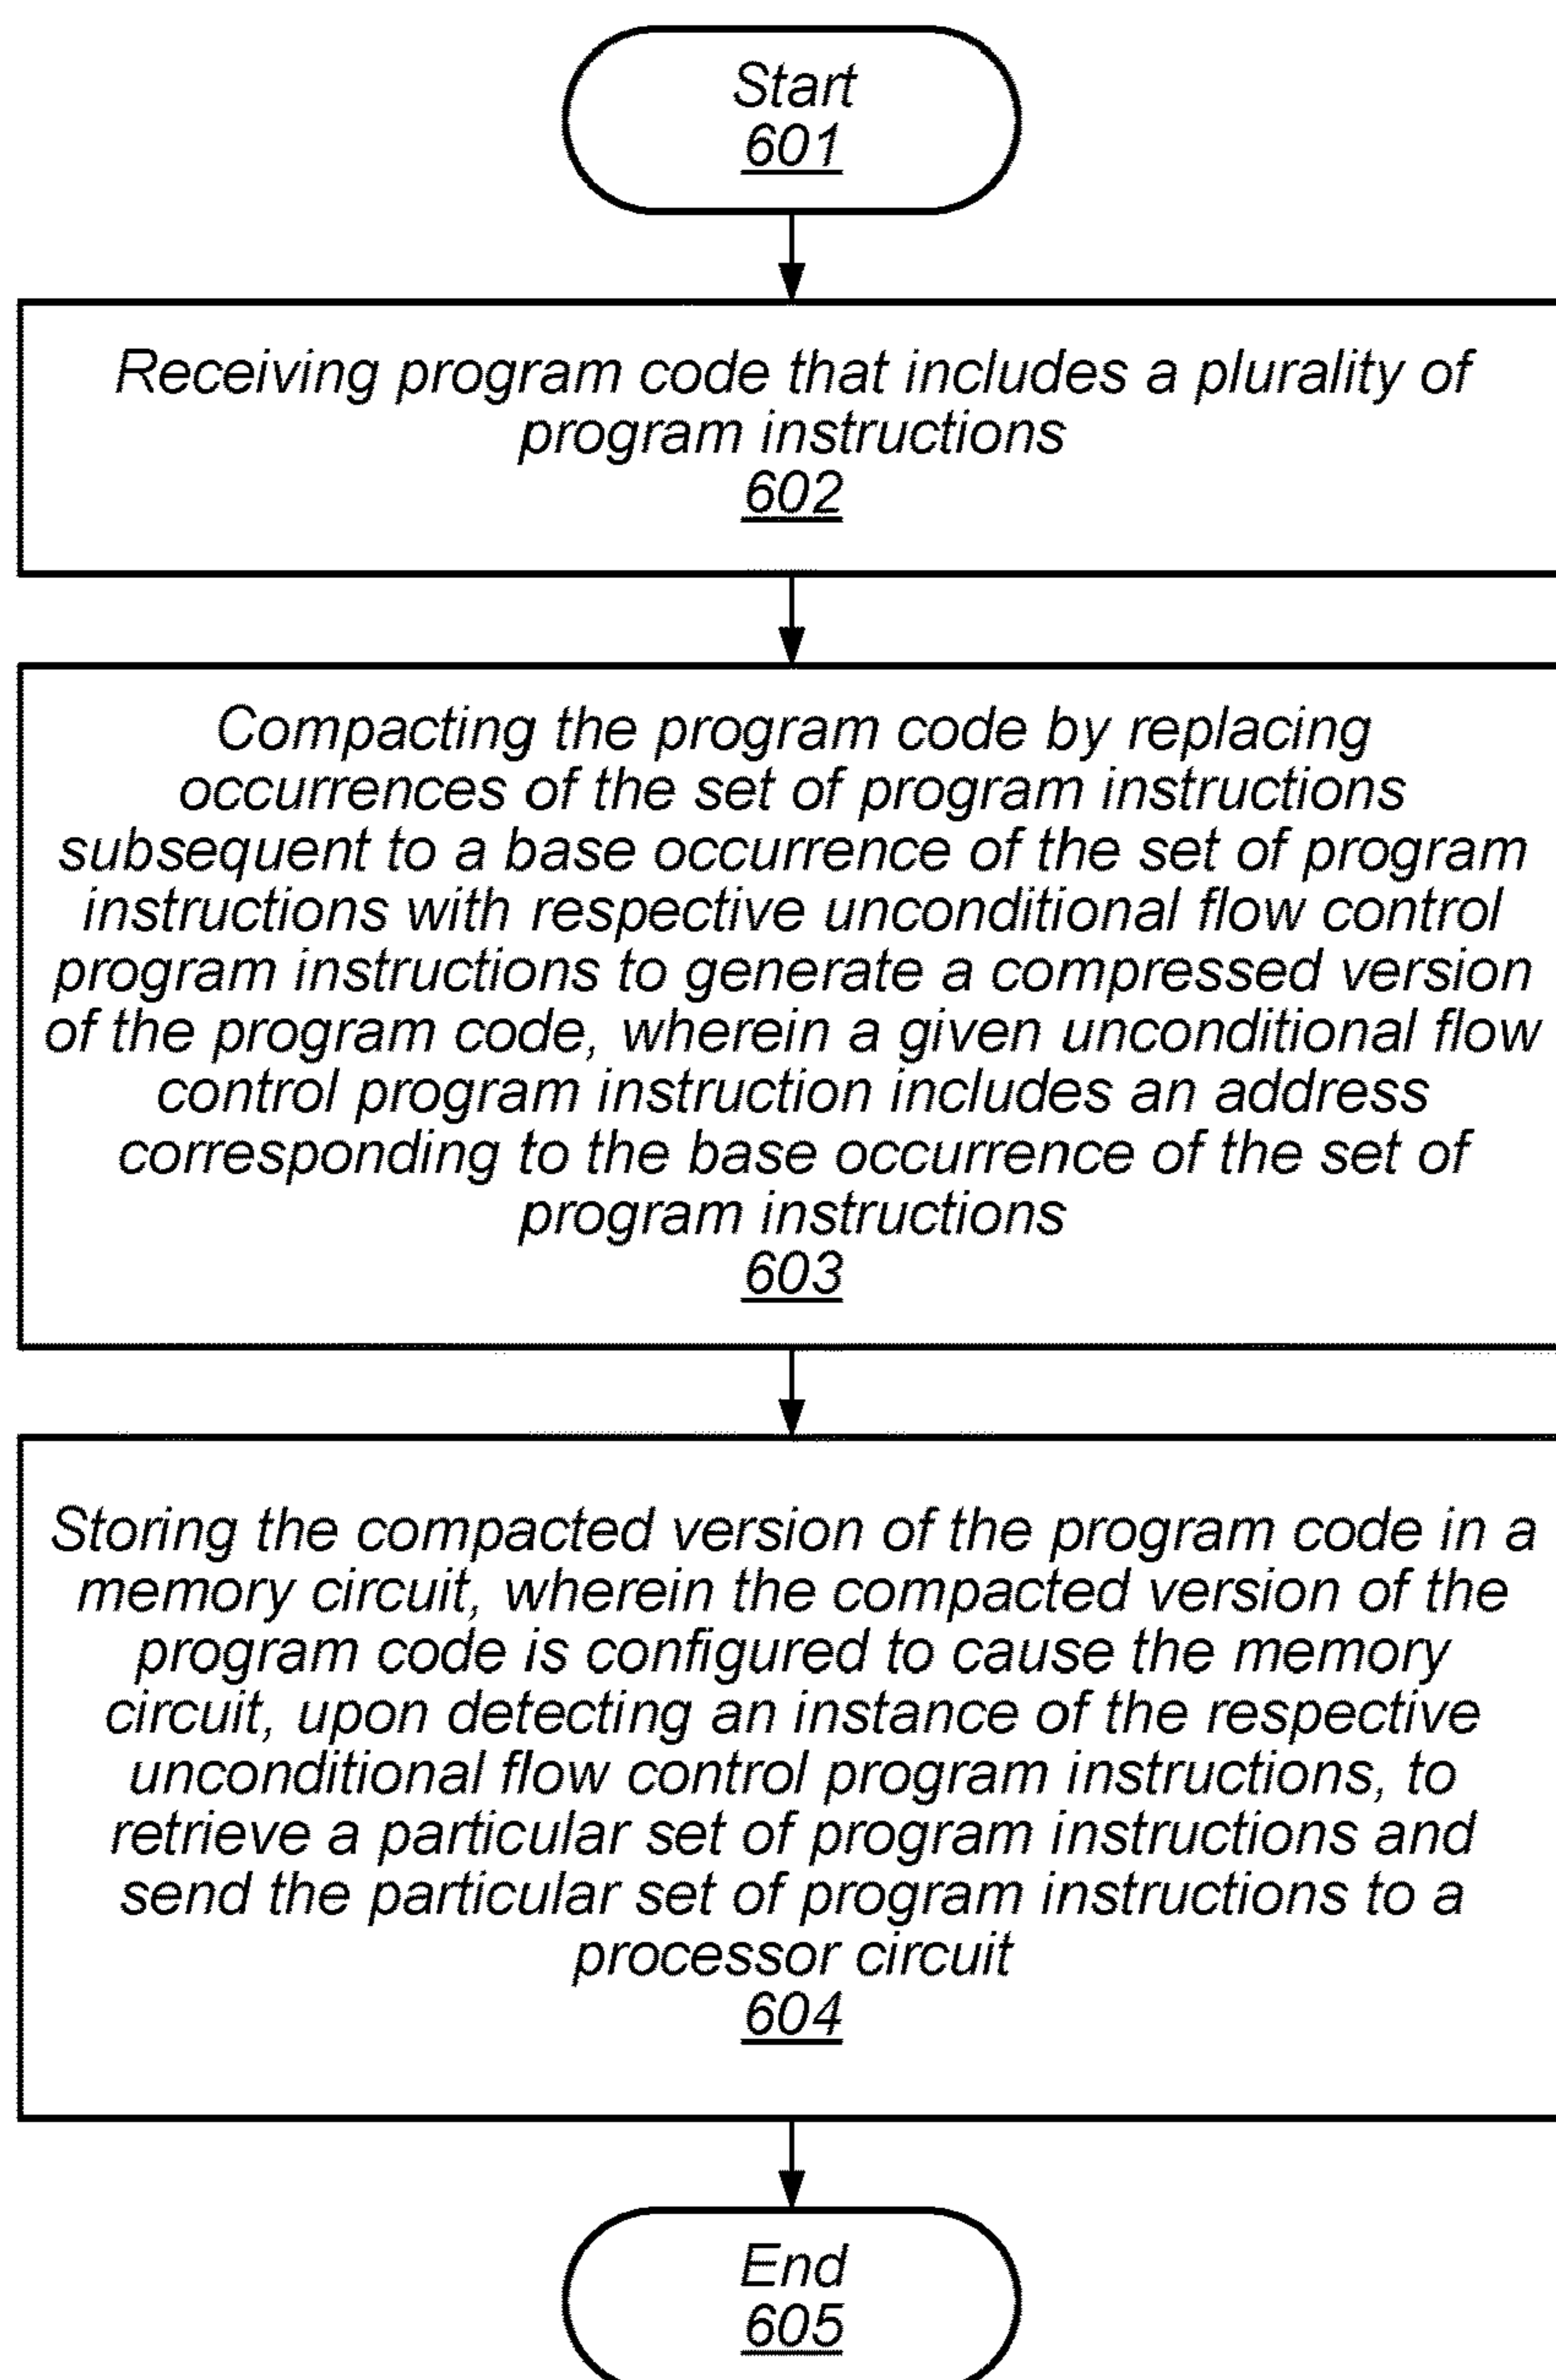 Start
601
Receiving program code that includes a plurality of
program instructions
602
Compacting the program code by replacing
occurrences of the set of program instructions
subsequent to a base occurrence of the set of program
instructions with respective unconditional flow control
program instructions to generate a compressed version
of the program code, wherein a given unconditional flow
control program instruction includes an address
corresponding to the base occurrence of the set of
program instructions
603
Storing the compacted version of the program code in a
memory circuit, wherein the compacted version of the
program code is configured to cause the memory
circuit, upon detecting an instance of the respective
unconditional flow control program instructions, to
retrieve a particular set of program instructions and
send the particular set of program instructions to a
processor circuit
604
End
605